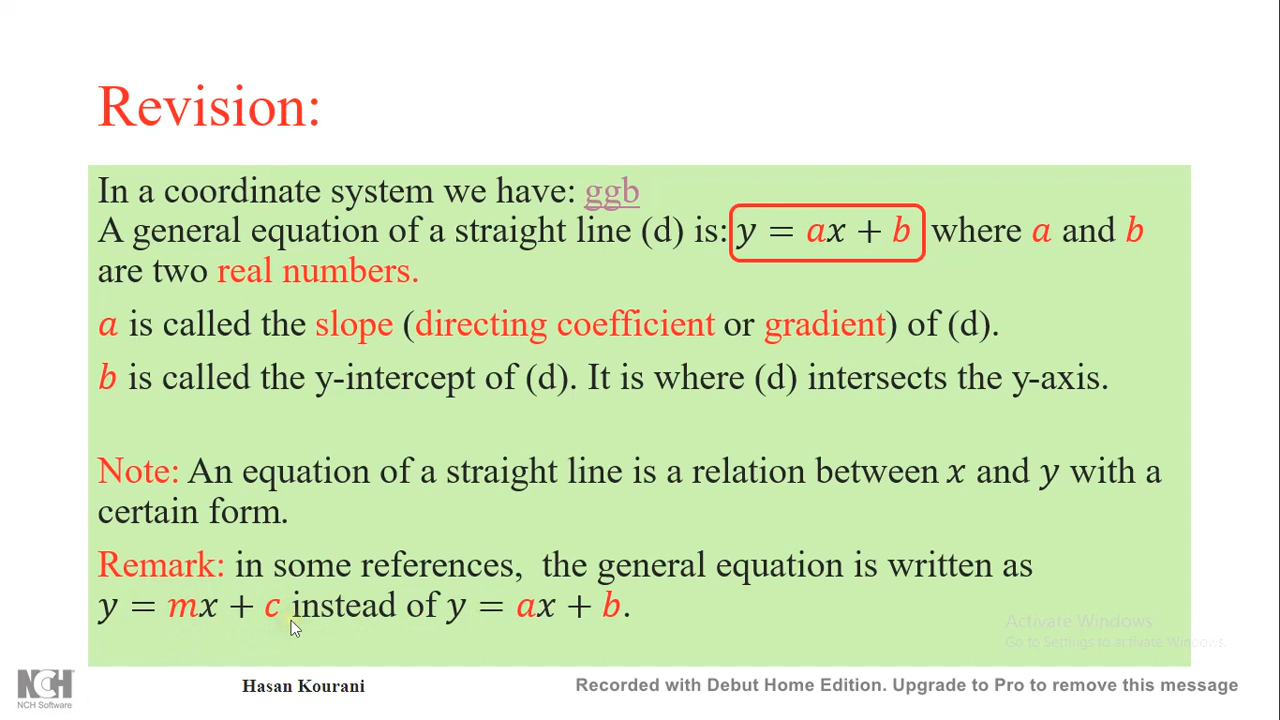 Revision:
In a coordinate system we have: ggb
A general equation of a straight line (d) is: y = ax + b where a and b
are two real numbers.
a is called the slope (directing coefficient or gradient) of (d).
b is called the y-intercept of (d). It is where (d) intersects the y-axis.
Note: An equation of a straight line is a relation between x and y with a
certain form.
Remark: in some references, the general equation is written as
y = mx + c instead of y = ax + b.
Activate Windows
Go to Settings to activate Windows.
NCH
NCH Software
Hasan Kourani
Recorded with Debut Home Edition. Upgrade to Pro to remove this message